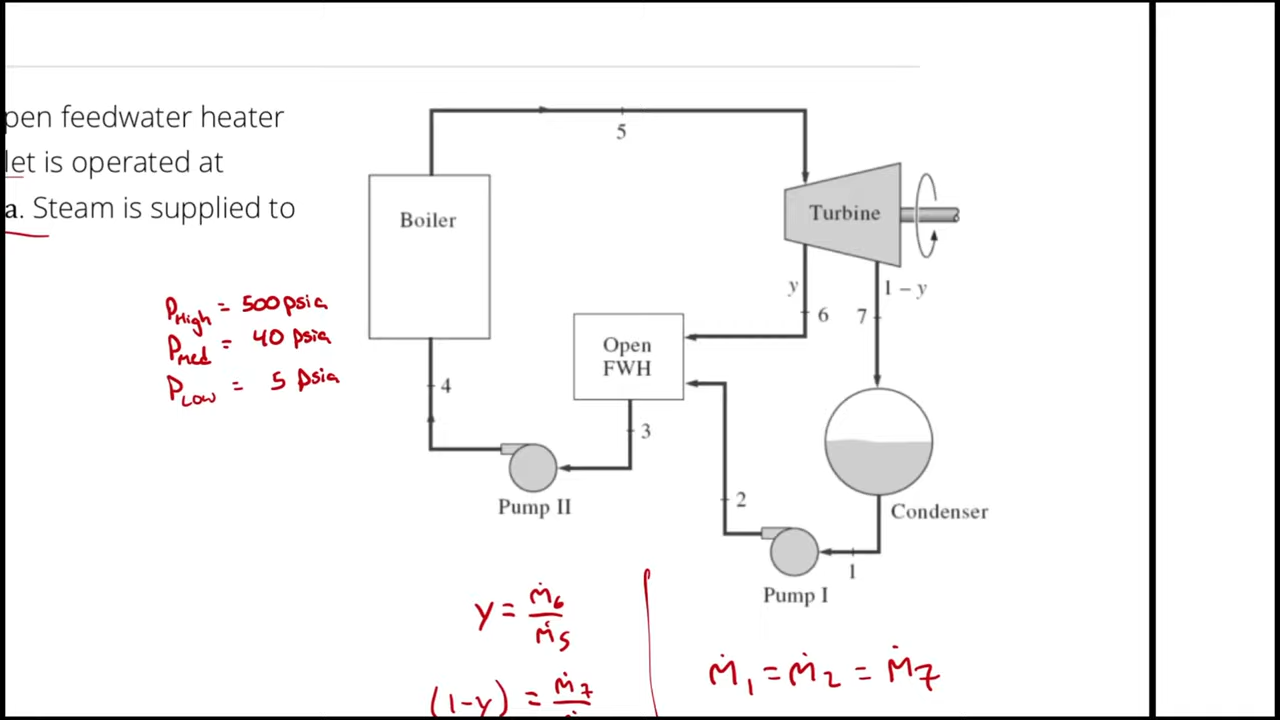 pen feedwater heater
let is operated at
a. Steam is supplied to
P_High = 500 psia
P_Med = 40 psia
P_Low = 5 psia
5
Boiler
Turbine
y
1 – y
6
7
Open
FWH
4
3
2
Pump II
Condenser
1
Pump I
y = ṁ6 / ṁ5
ṁ1 = ṁ2 = ṁ7
(1-y) = ṁ7